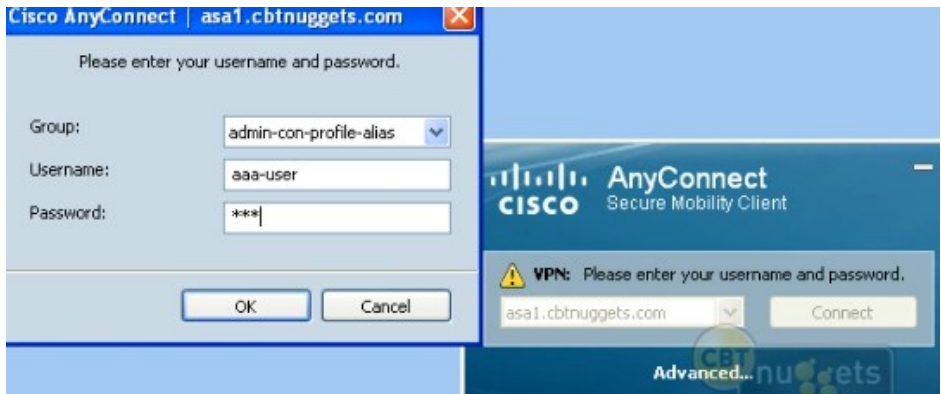 Cisco AnyConnect | asa1.cbtnuggets.com
Please enter your username and password.
Group:
admin-con-profile-alias
Username:
aaa-user
Password:
***
OK
Cancel
CISCO
AnyConnect
Secure Mobility Client
VPN: Please enter your username and password.
asa1.cbtnuggets.com
Connect
Advanced...
CBT
nuggets